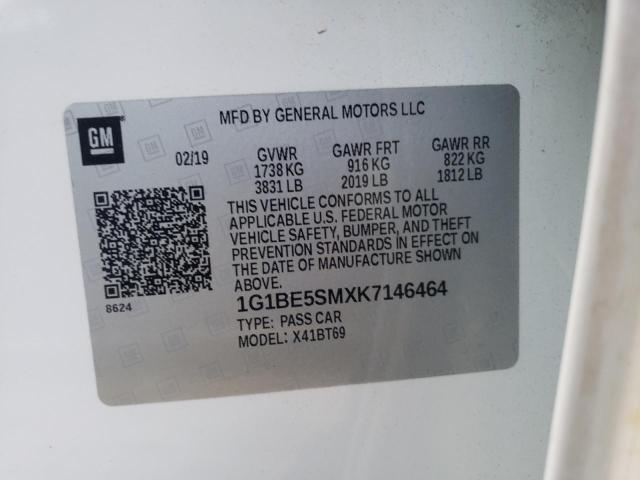 MFD BY GENERAL MOTORS LLC
GM
02/19 GVWR GAWR FRT GAWR RR
1738 KG 916 KG 822 KG
3831 LB 2019 LB 1812 LB
THIS VEHICLE CONFORMS TO ALL
APPLICABLE U.S. FEDERAL MOTOR
VEHICLE SAFETY, BUMPER, AND THEFT
PREVENTION STANDARDS IN EFFECT ON
THE DATE OF MANUFACTURE SHOWN
ABOVE.
8624
1G1BE5SMXK7146464
TYPE: PASS CAR
MODEL: X41BT69